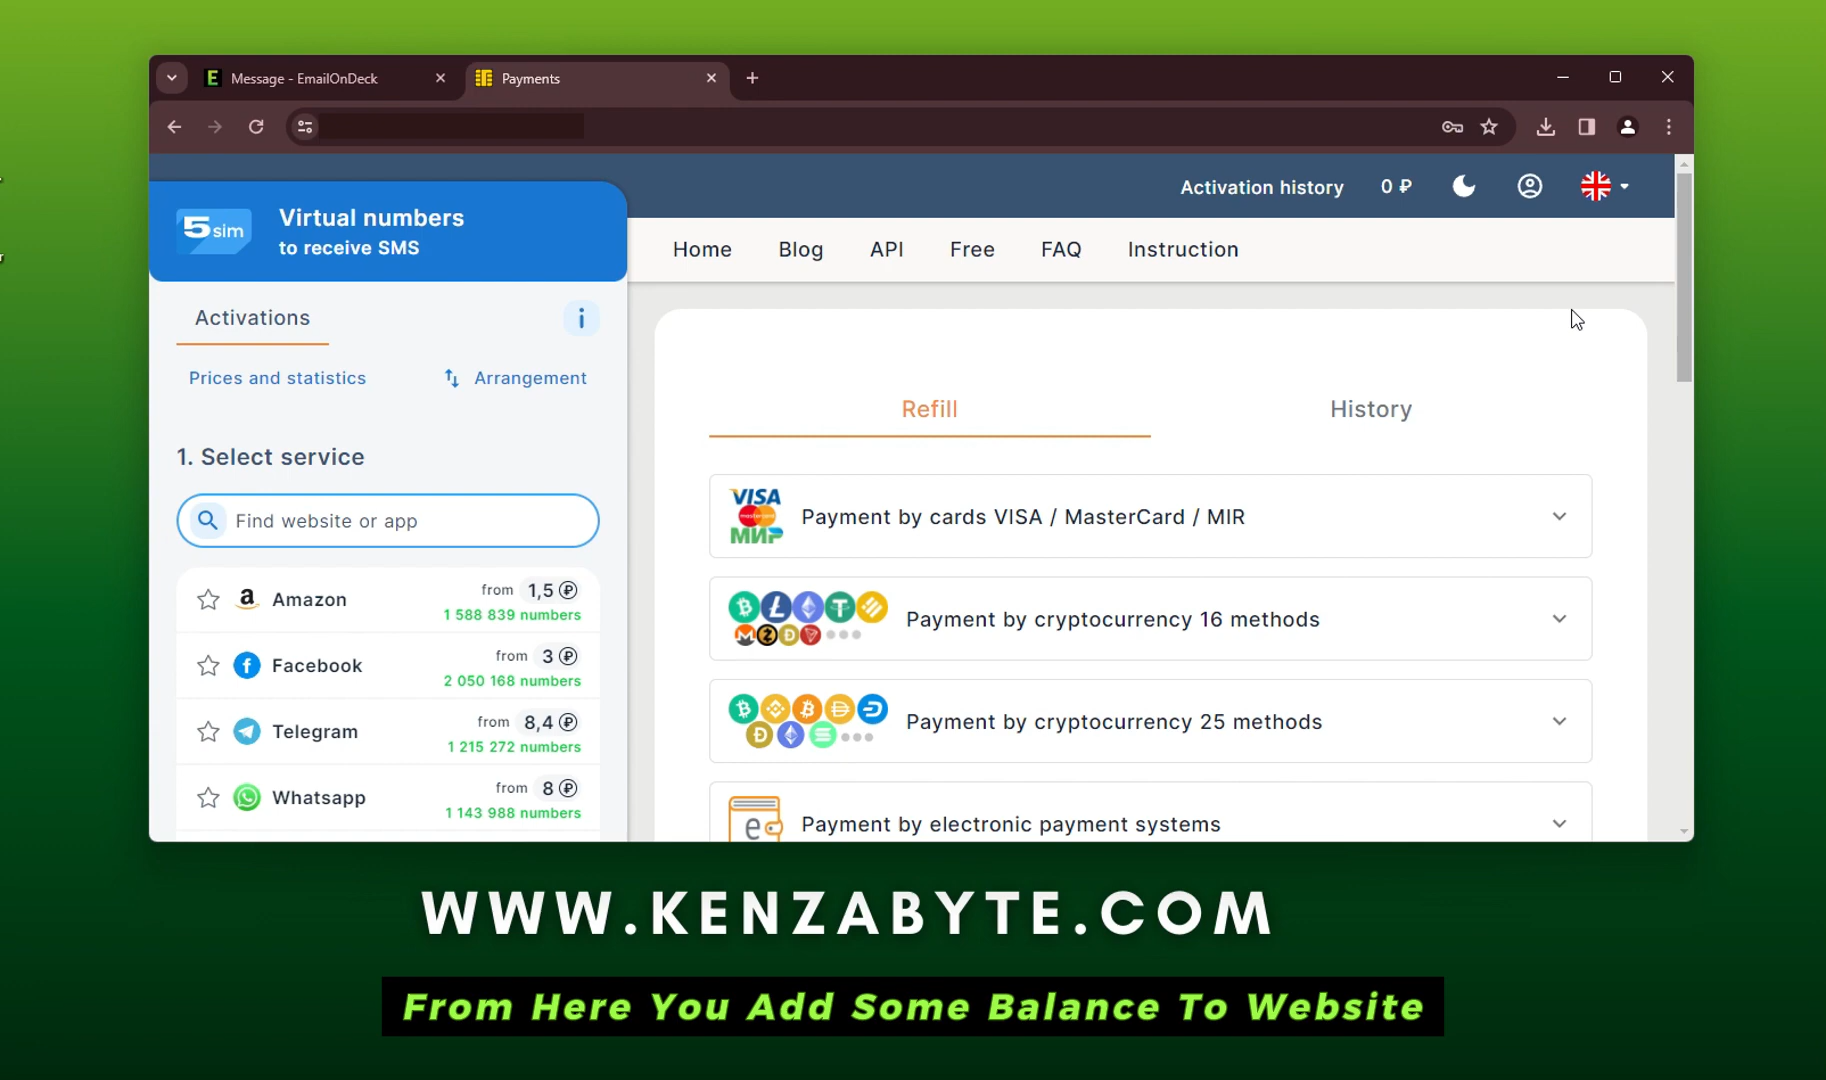 Message - EmailOnDeck
Payments
Activation history 0 ₽
5sim
Virtual numbers
to receive SMS
Home Blog API Free FAQ Instruction
Activations
i
Prices and statistics
Arrangement
1. Select service
Find website or app
Amazon
from 1,5 ₽
1 588 839 numbers
Facebook
from 3 ₽
2 050 168 numbers
Telegram
from 8,4 ₽
1 215 272 numbers
Whatsapp
from 8 ₽
1 143 988 numbers
Refill
History
VISA
mastercard
МИР
Payment by cards VISA / MasterCard / MIR
Payment by cryptocurrency 16 methods
Payment by cryptocurrency 25 methods
e
Payment by electronic payment systems
WWW.KENZABYTE.COM
From Here You Add Some Balance To Website